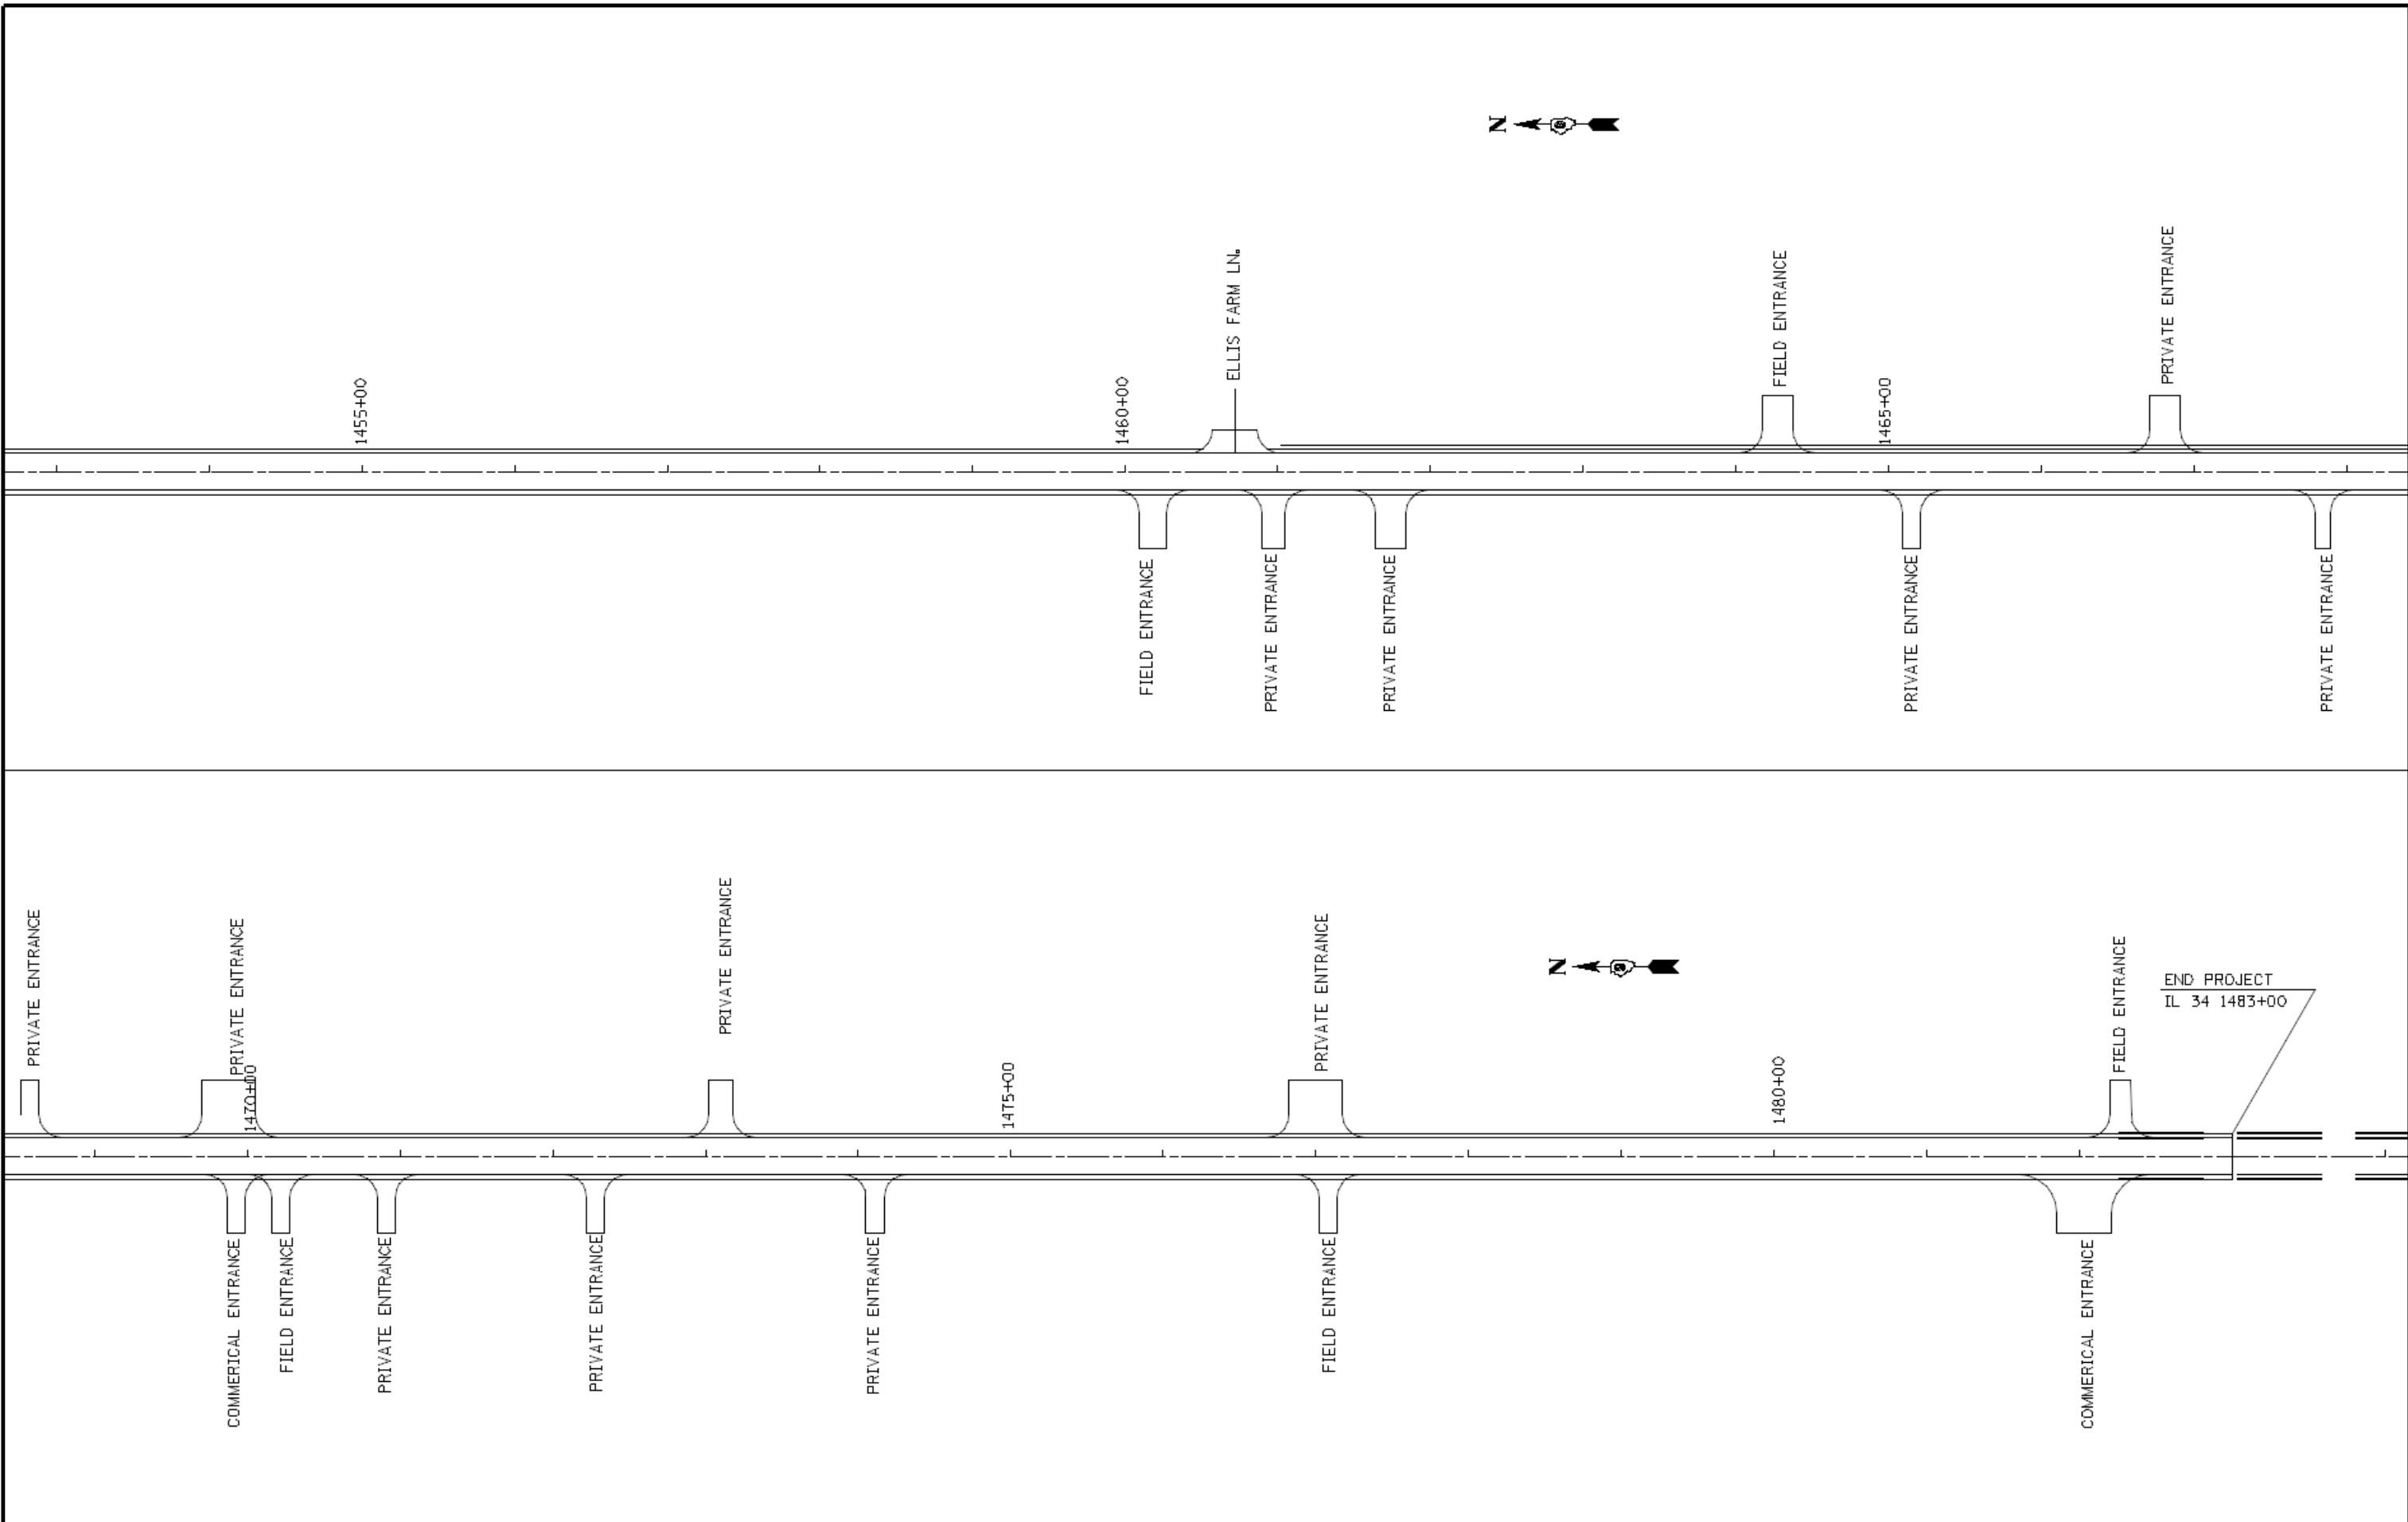 N
PRIVATE ENTRANCE
FIELD ENTRANCE
ELLIS FARM LN.
1455+00
1460+00
1465+00
FIELD ENTRANCE
PRIVATE ENTRANCE
PRIVATE ENTRANCE
PRIVATE ENTRANCE
PRIVATE ENTRANCE
PRIVATE ENTRANCE
PRIVATE ENTRANCE
PRIVATE ENTRANCE
PRIVATE ENTRANCE
N
FIELD ENTRANCE
END PROJECT
IL 34 1483+00
1470+00
1475+00
1480+00
COMMERICAL ENTRANCE
FIELD ENTRANCE
PRIVATE ENTRANCE
PRIVATE ENTRANCE
PRIVATE ENTRANCE
FIELD ENTRANCE
COMMERICAL ENTRANCE